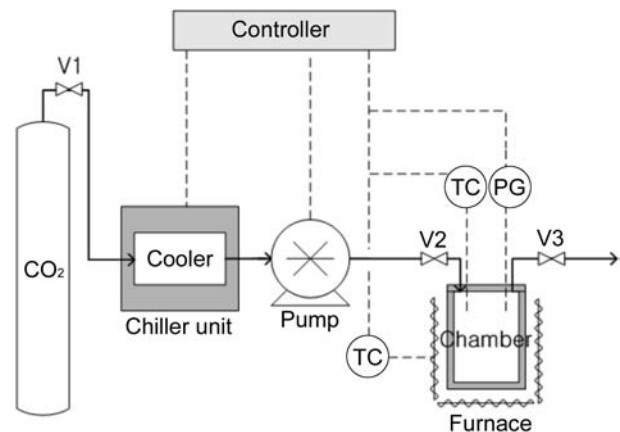 Controller
V1
TC
PG
V2
V3
CO₂
Cooler
Chiller unit
Pump
TC
Chamber
Furnace